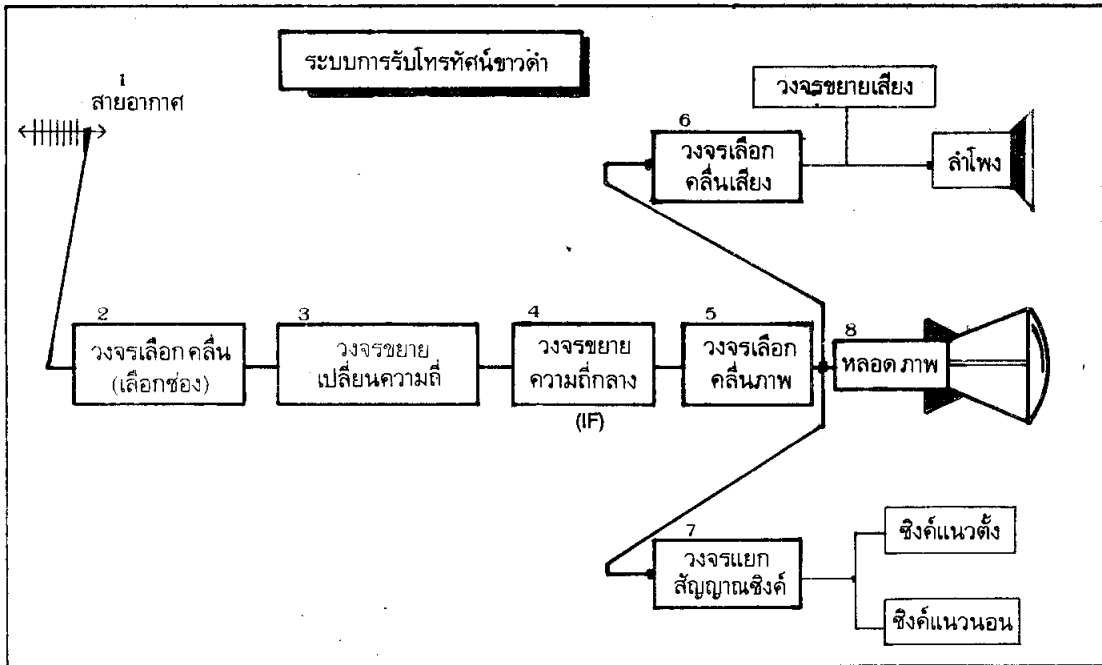 ระบบการรับโทรทัศน์ขาวดำ
1
สายอากาศ
2
วงจรเลือกคลื่น
(เลือกช่อง)
3
วงจรขยาย
เปลี่ยนความถี่
4
วงจรขยาย
ความถี่กลาง
(IF)
5
วงจรเลือก
คลื่นภาพ
6
วงจรเลือก
คลื่นเสียง
วงจรขยายเสียง
ลำโพง
7
วงจรแยก
สัญญาณซิงค์
ซิงค์แนวตั้ง
ซิงค์แนวนอน
8
หลอดภาพ